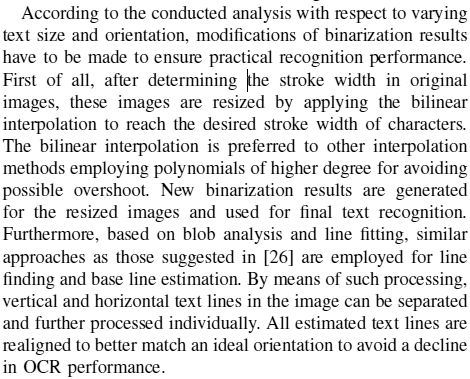 According to the conducted analysis with respect to varying
text size and orientation, modifications of binarization results
have to be made to ensure practical recognition performance.
First of all, after determining the stroke width in original
images, these images are resized by applying the bilinear
interpolation to reach the desired stroke width of characters.
The bilinear interpolation is preferred to other interpolation
methods employing polynomials of higher degree for avoiding
possible overshoot. New binarization results are generated
for the resized images and used for final text recognition.
Furthermore, based on blob analysis and line fitting, similar
approaches as those suggested in [26] are employed for line
finding and base line estimation. By means of such processing,
vertical and horizontal text lines in the image can be separated
and further processed individually. All estimated text lines are
realigned to better match an ideal orientation to avoid a decline
in OCR performance.